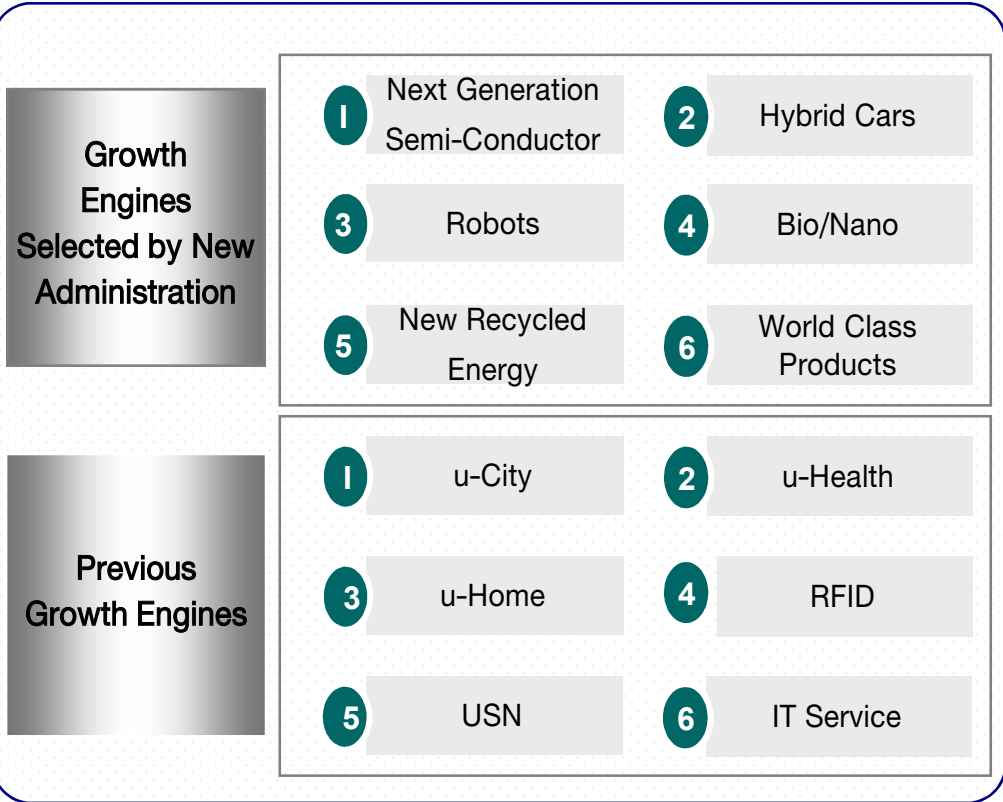 Growth
Engines
Selected by New
Administration
1
Next Generation
Semi-Conductor
2
Hybrid Cars
3
Robots
4
Bio/Nano
5
New Recycled
Energy
6
World Class
Products
Previous
Growth Engines
1
u-City
2
u-Health
3
u-Home
4
RFID
5
USN
6
IT Service